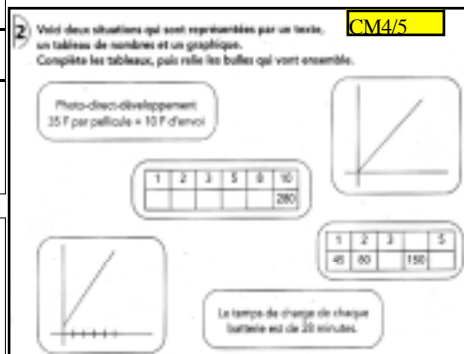 2 Voici deux situations qui sont représentées par un texte,
un tableau de nombres et un graphique.
Complète les tableaux, puis relie les bulles qui vont ensemble.
CM4/5
Photo-direct-développement
35 F par pellicule + 10 F d'envoi
1 2 3 5 8 10
280
1 2 3 5
45 80 150
Le temps de charge de chaque
batterie est de 28 minutes.